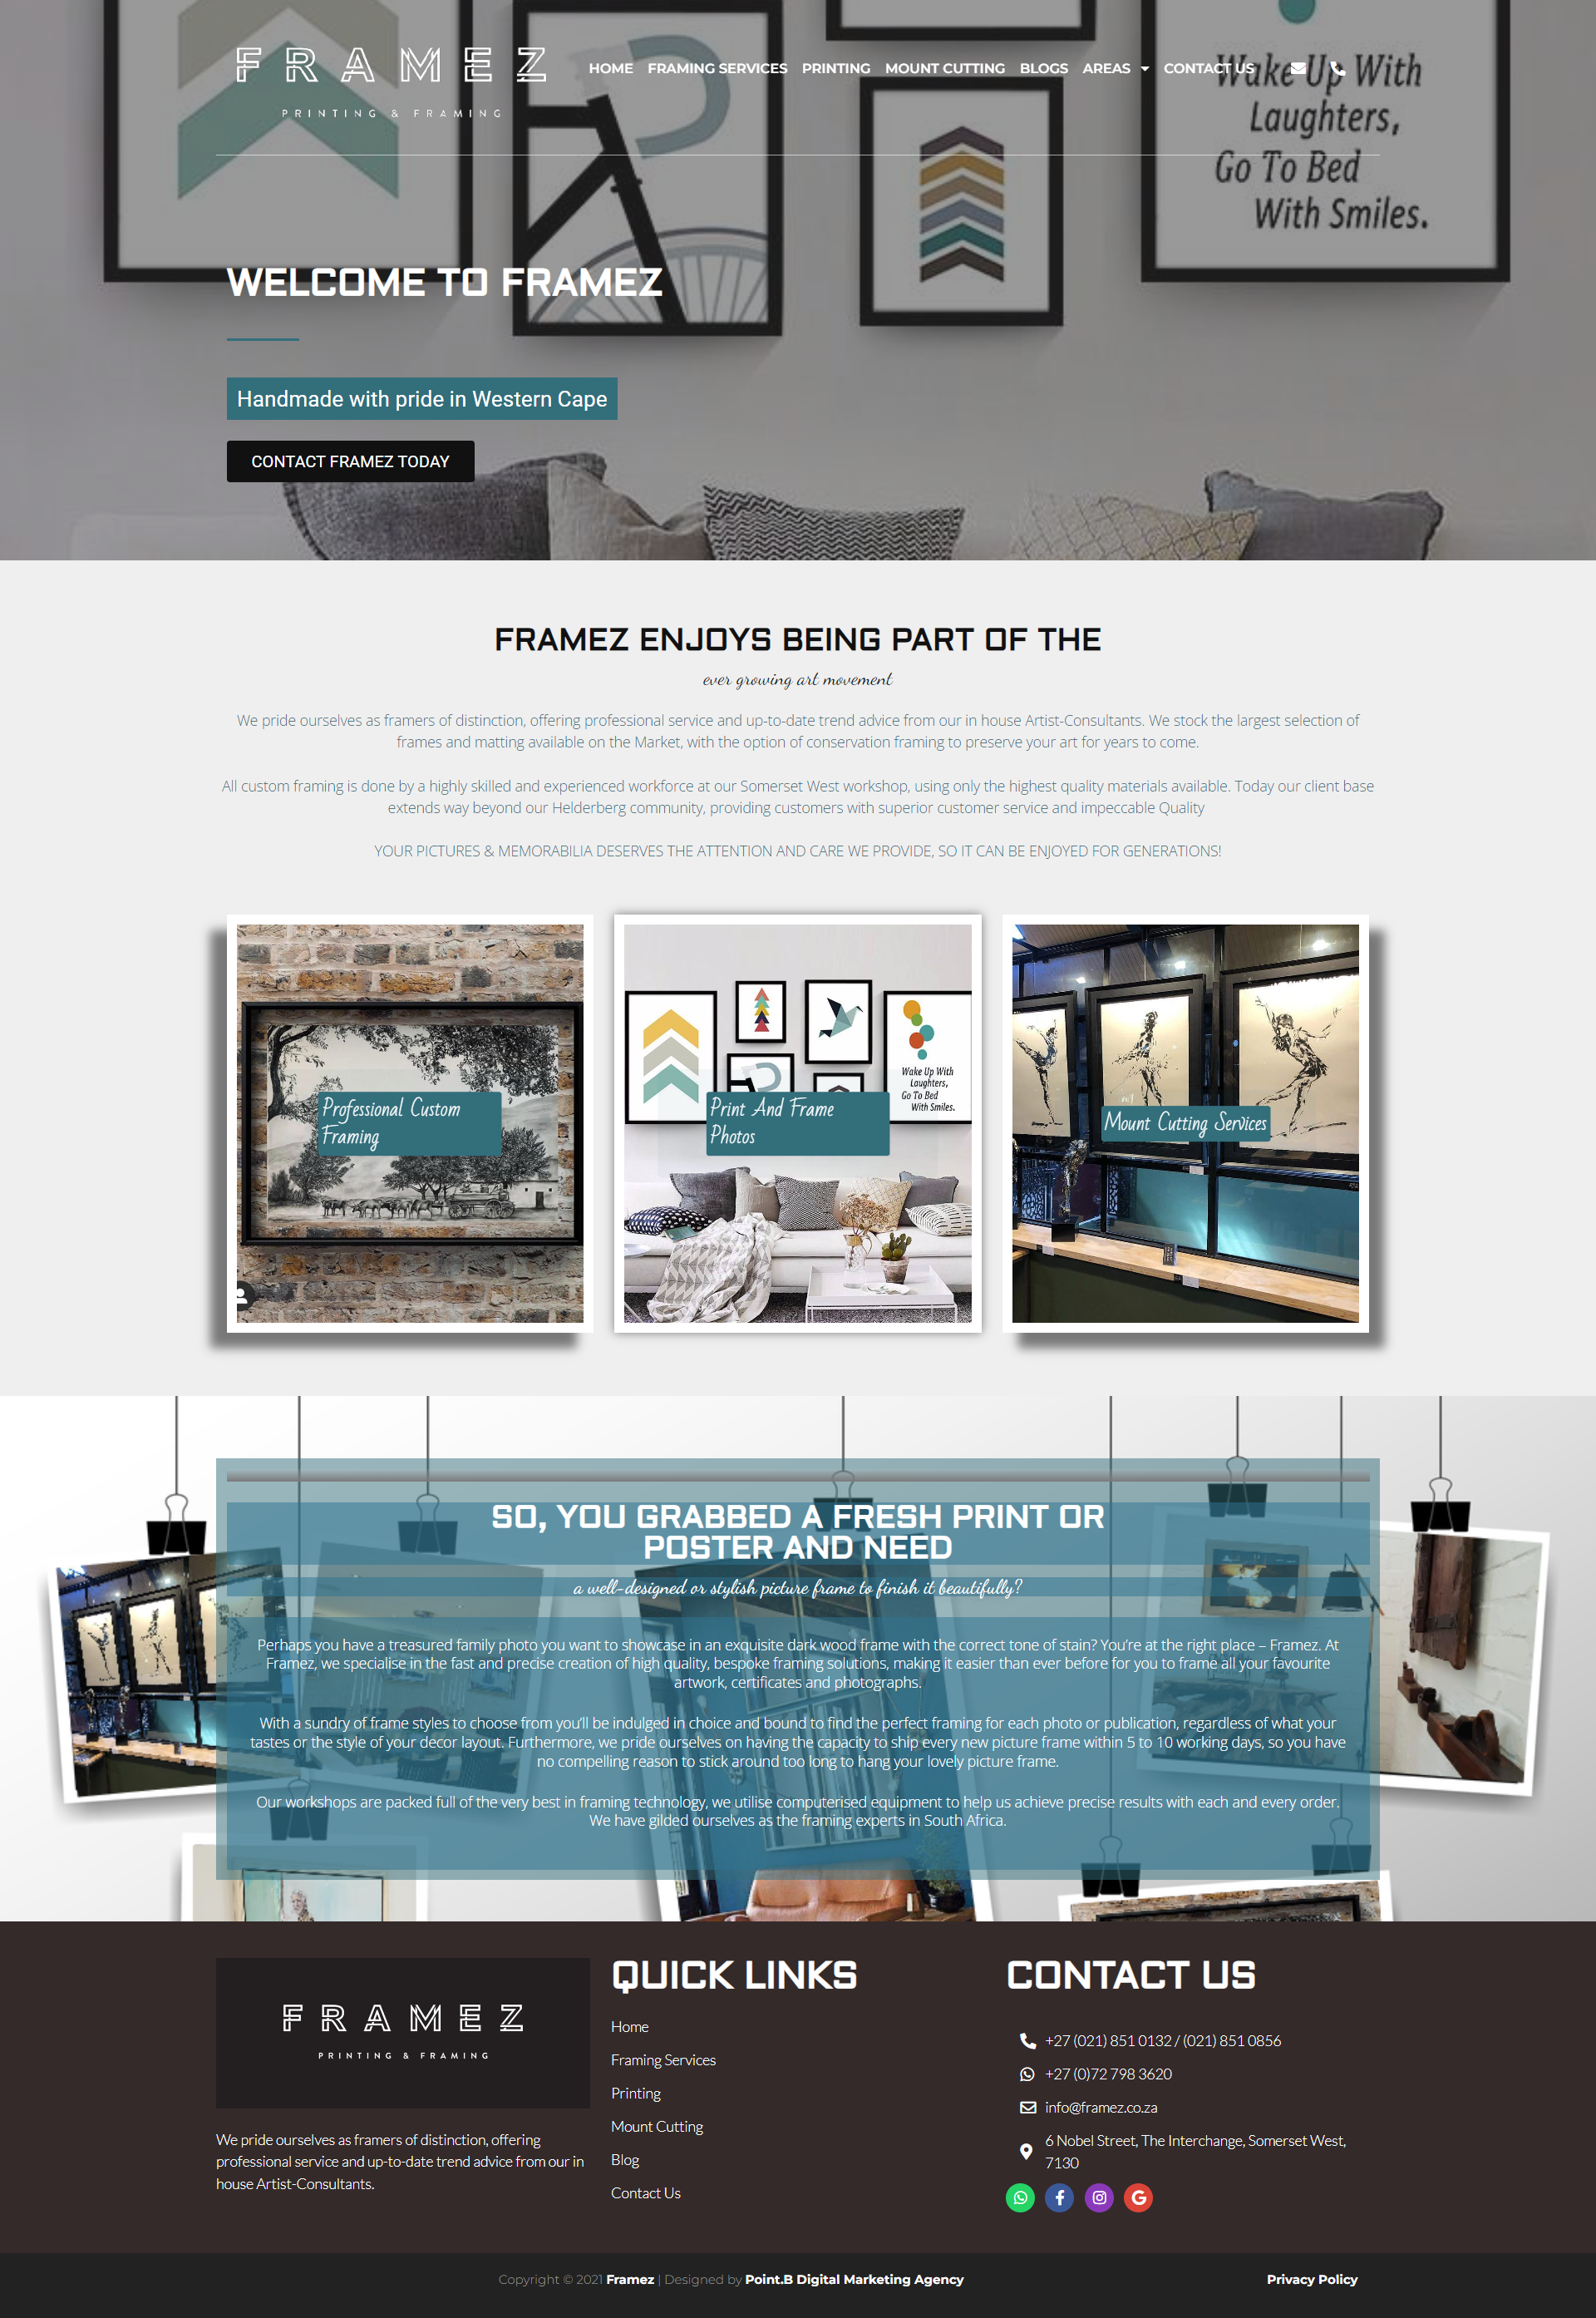 FRAMEZ
PRINTING & FRAMING
HOME FRAMING SERVICES PRINTING MOUNT CUTTING BLOGS AREAS CONTACT US
Wake Up With
Laughters,
Go To Bed
With Smiles.
WELCOME TO FRAMEZ
Handmade with pride in Western Cape
CONTACT FRAMEZ TODAY
FRAMEZ ENJOYS BEING PART OF THE
ever growing art movement
We pride ourselves as framers of distinction, offering professional service and up-to-date trend advice from our in house Artist-Consultants. We stock the largest selection of
frames and matting available on the Market, with the option of conservation framing to preserve your art for years to come.
All custom framing is done by a highly skilled and experienced workforce at our Somerset West workshop, using only the highest quality materials available. Today our client base
extends way beyond our Helderberg community, providing customers with superior customer service and impeccable Quality
YOUR PICTURES & MEMORABILIA DESERVES THE ATTENTION AND CARE WE PROVIDE, SO IT CAN BE ENJOYED FOR GENERATIONS!
Professional Custom
Framing
Wake Up With
Laughters,
Go To Bed
With Smiles.
Print And Frame
Photos
Mount Cutting Services
SO, YOU GRABBED A FRESH PRINT OR
POSTER AND NEED
a well-designed or stylish picture frame to finish it beautifully?
Perhaps you have a treasured family photo you want to showcase in an exquisite dark wood frame with the correct tone of stain? You're at the right place – Framez. At
Framez, we specialise in the fast and precise creation of high quality, bespoke framing solutions, making it easier than ever before for you to frame all your favourite
artwork, certificates and photographs.
With a sundry of frame styles to choose from you'll be indulged in choice and bound to find the perfect framing for each photo or publication, regardless of what your
tastes or the style of your decor layout. Furthermore, we pride ourselves on having the capacity to ship every new picture frame within 5 to 10 working days, so you have
no compelling reason to stick around too long to hang your lovely picture frame.
Our workshops are packed full of the very best in framing technology, we utilise computerised equipment to help us achieve precise results with each and every order.
We have gilded ourselves as the framing experts in South Africa.
FRAMEZ
PRINTING & FRAMING
We pride ourselves as framers of distinction, offering
professional service and up-to-date trend advice from our in
house Artist-Consultants.
QUICK LINKS
Home
Framing Services
Printing
Mount Cutting
Blog
Contact Us
CONTACT US
+27 (021) 851 0132 / (021) 851 0856
+27 (0)72 798 3620
info@framez.co.za
6 Nobel Street, The Interchange, Somerset West,
7130
Copyright © 2021 Framez | Designed by Point.B Digital Marketing Agency
Privacy Policy